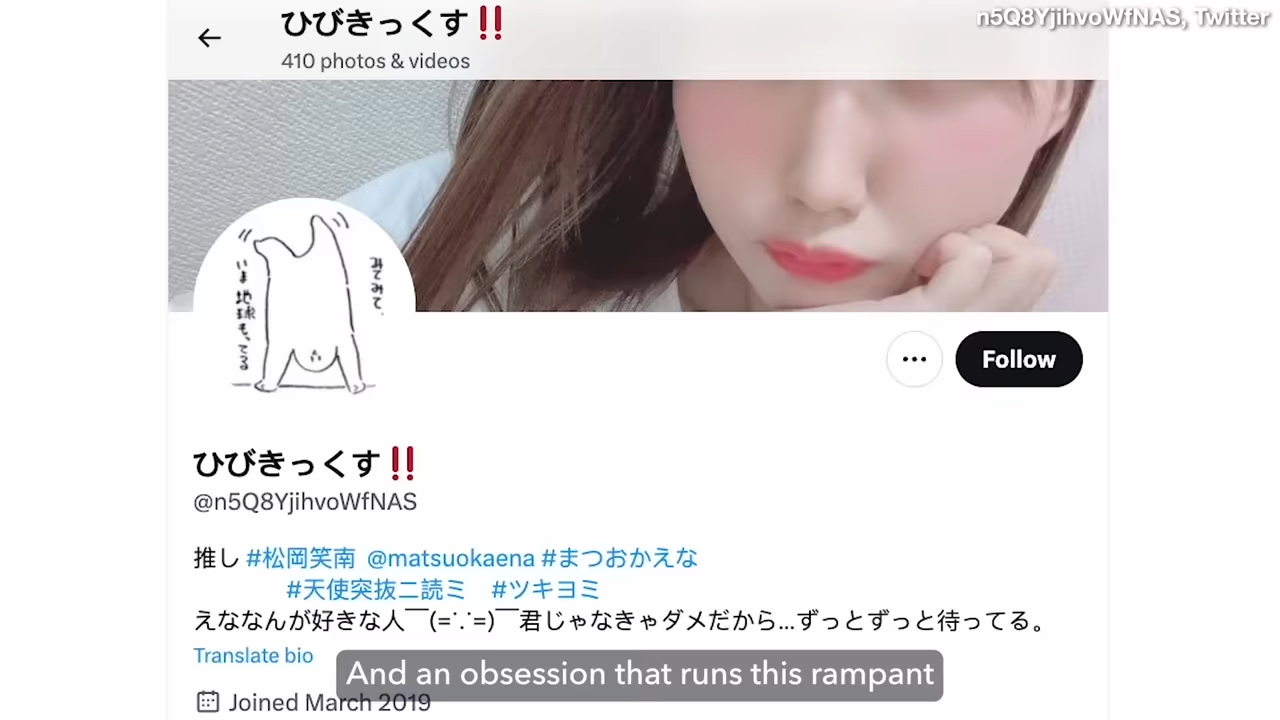 n5Q8YjihvoWfNAS, Twitter
ひびきっくす‼
410 photos & videos
みてみて、
いま地球もってる
Follow
ひびきっくす‼
@n5Q8YjihvoWfNAS
推し #松岡笑南 @matsuokaena #まつおかえな
#天使突抜ニ読ミ #ツキヨミ
えななんが好きな人￣(=∵=)￣君じゃなきゃダメだから...ずっとずっと待ってる。
Translate bio
And an obsession that runs this rampant
Joined March 2019